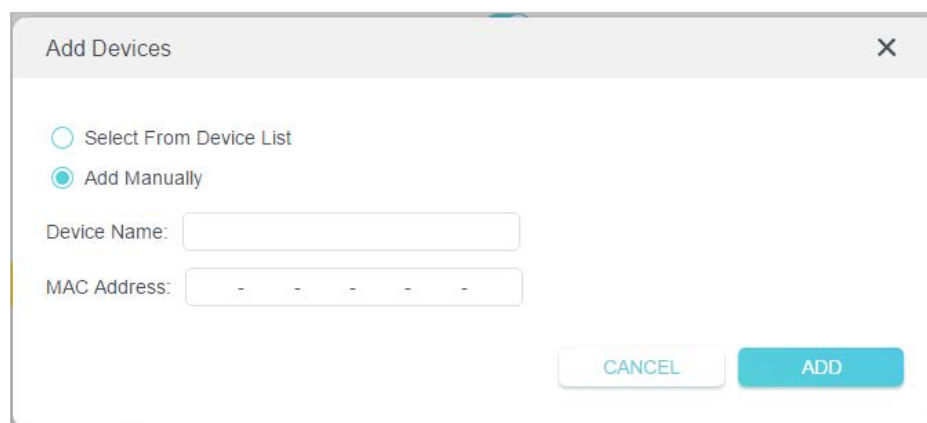 Add Devices
Select From Device List
Add Manually
Device Name:
MAC Address: - - - - -
CANCEL ADD